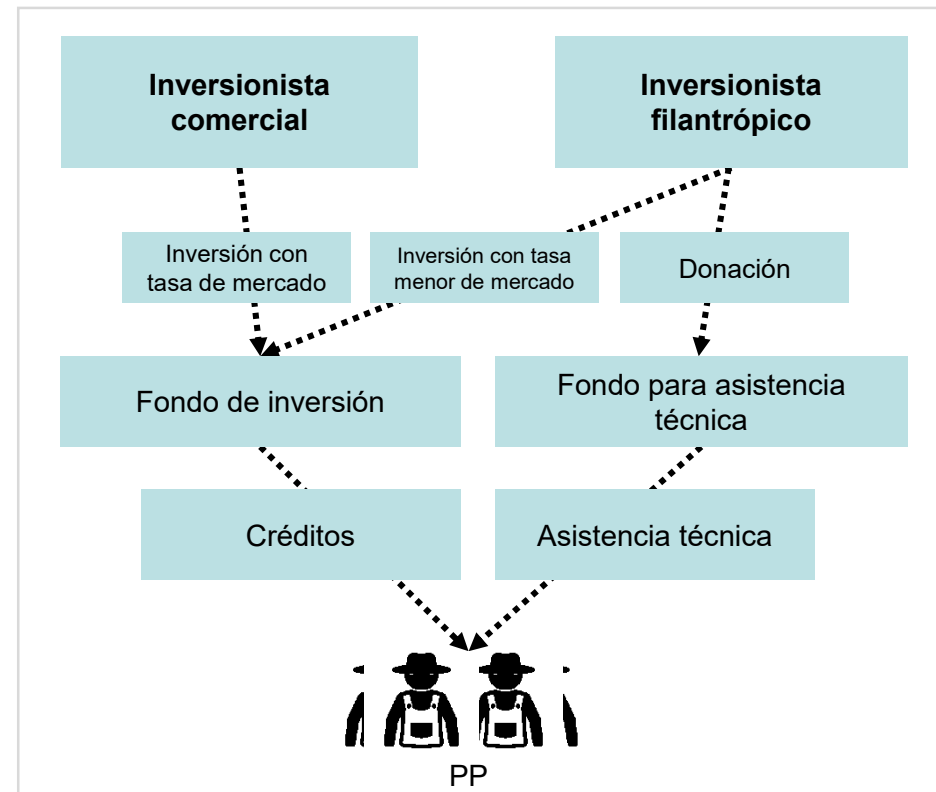 Inversionista
comercial
Inversionista
filantrópico
Inversión con
tasa de mercado
Inversión con tasa
menor de mercado
Donación
Fondo de inversión
Fondo para asistencia
técnica
Créditos
Asistencia técnica
PP